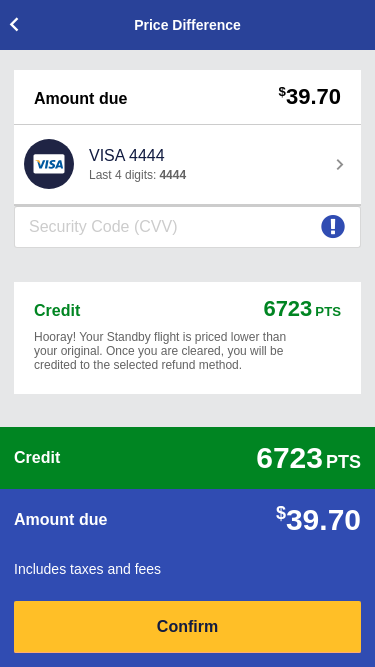 Price Difference
Amount due $39.70
VISA VISA 4444
Last 4 digits: 4444
Security Code (CVV)
Credit 6723 PTS
Hooray! Your Standby flight is priced lower than
your original. Once you are cleared, you will be
credited to the selected refund method.
Credit 6723 PTS
Amount due $39.70
Includes taxes and fees
Confirm